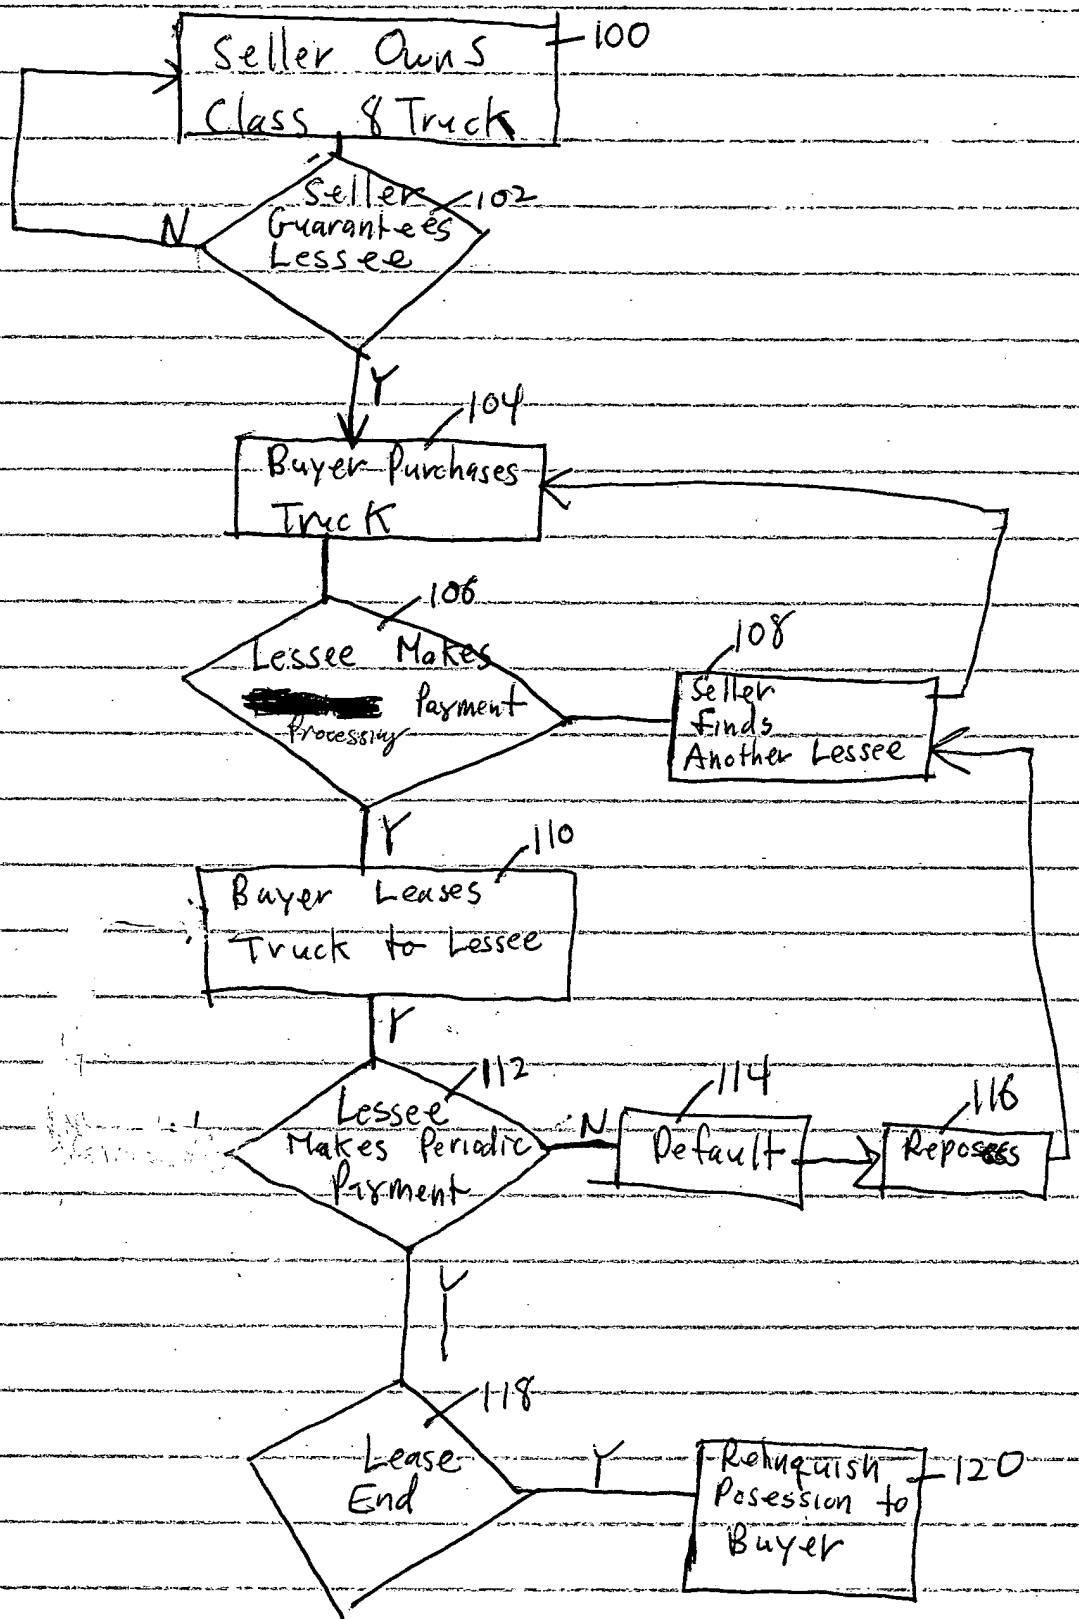 Seller Owns
Class 8 Truck
100
Seller
Guarantees
Lessee
102
N
Y
104
Buyer Purchases
Truck
106
Lessee Makes
Payment
Processing
108
Seller
Finds
Another Lessee
Y
110
Buyer Leases
Truck to Lessee
Y
112
Lessee
Makes Periodic
Payment
N
114
Default
116
Reposess
Y
118
Lease
End
Y
Relinquish
Posession to
Buyer
120